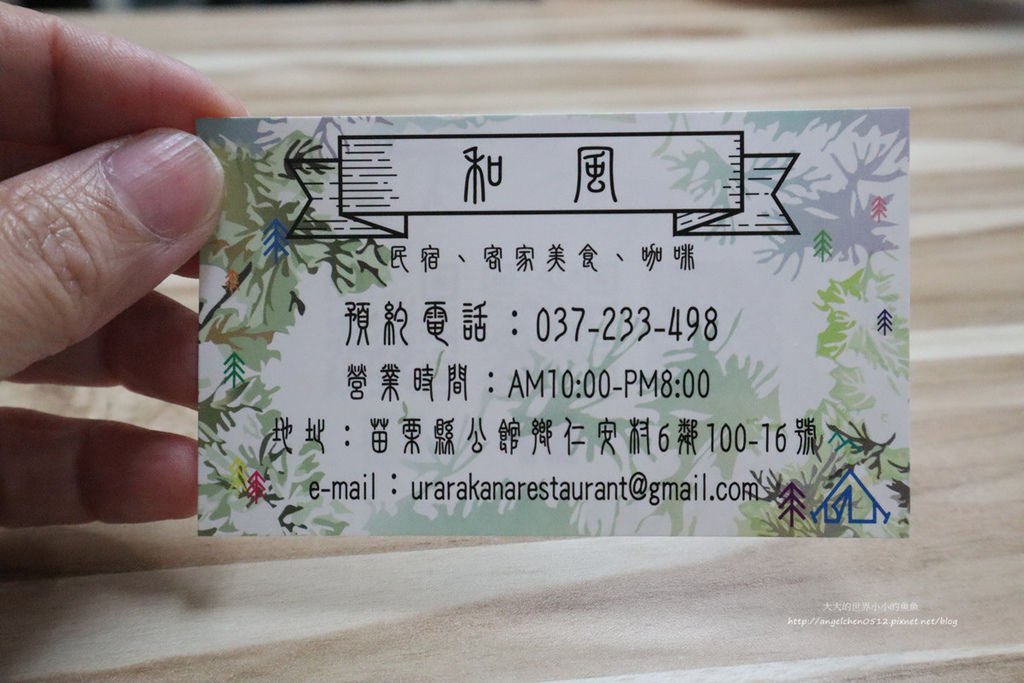 和風
民宿、客家美食、咖啡
預約電話：037-233-498
營業時間：AM10:00-PM8:00
地址：苗栗縣公館鄉仁安村6鄰100-16號
e-mail：urarakanarestaurant@gmail.com
大大的世界小小的魚魚
http://angelchen0512.pixnet.net/blog